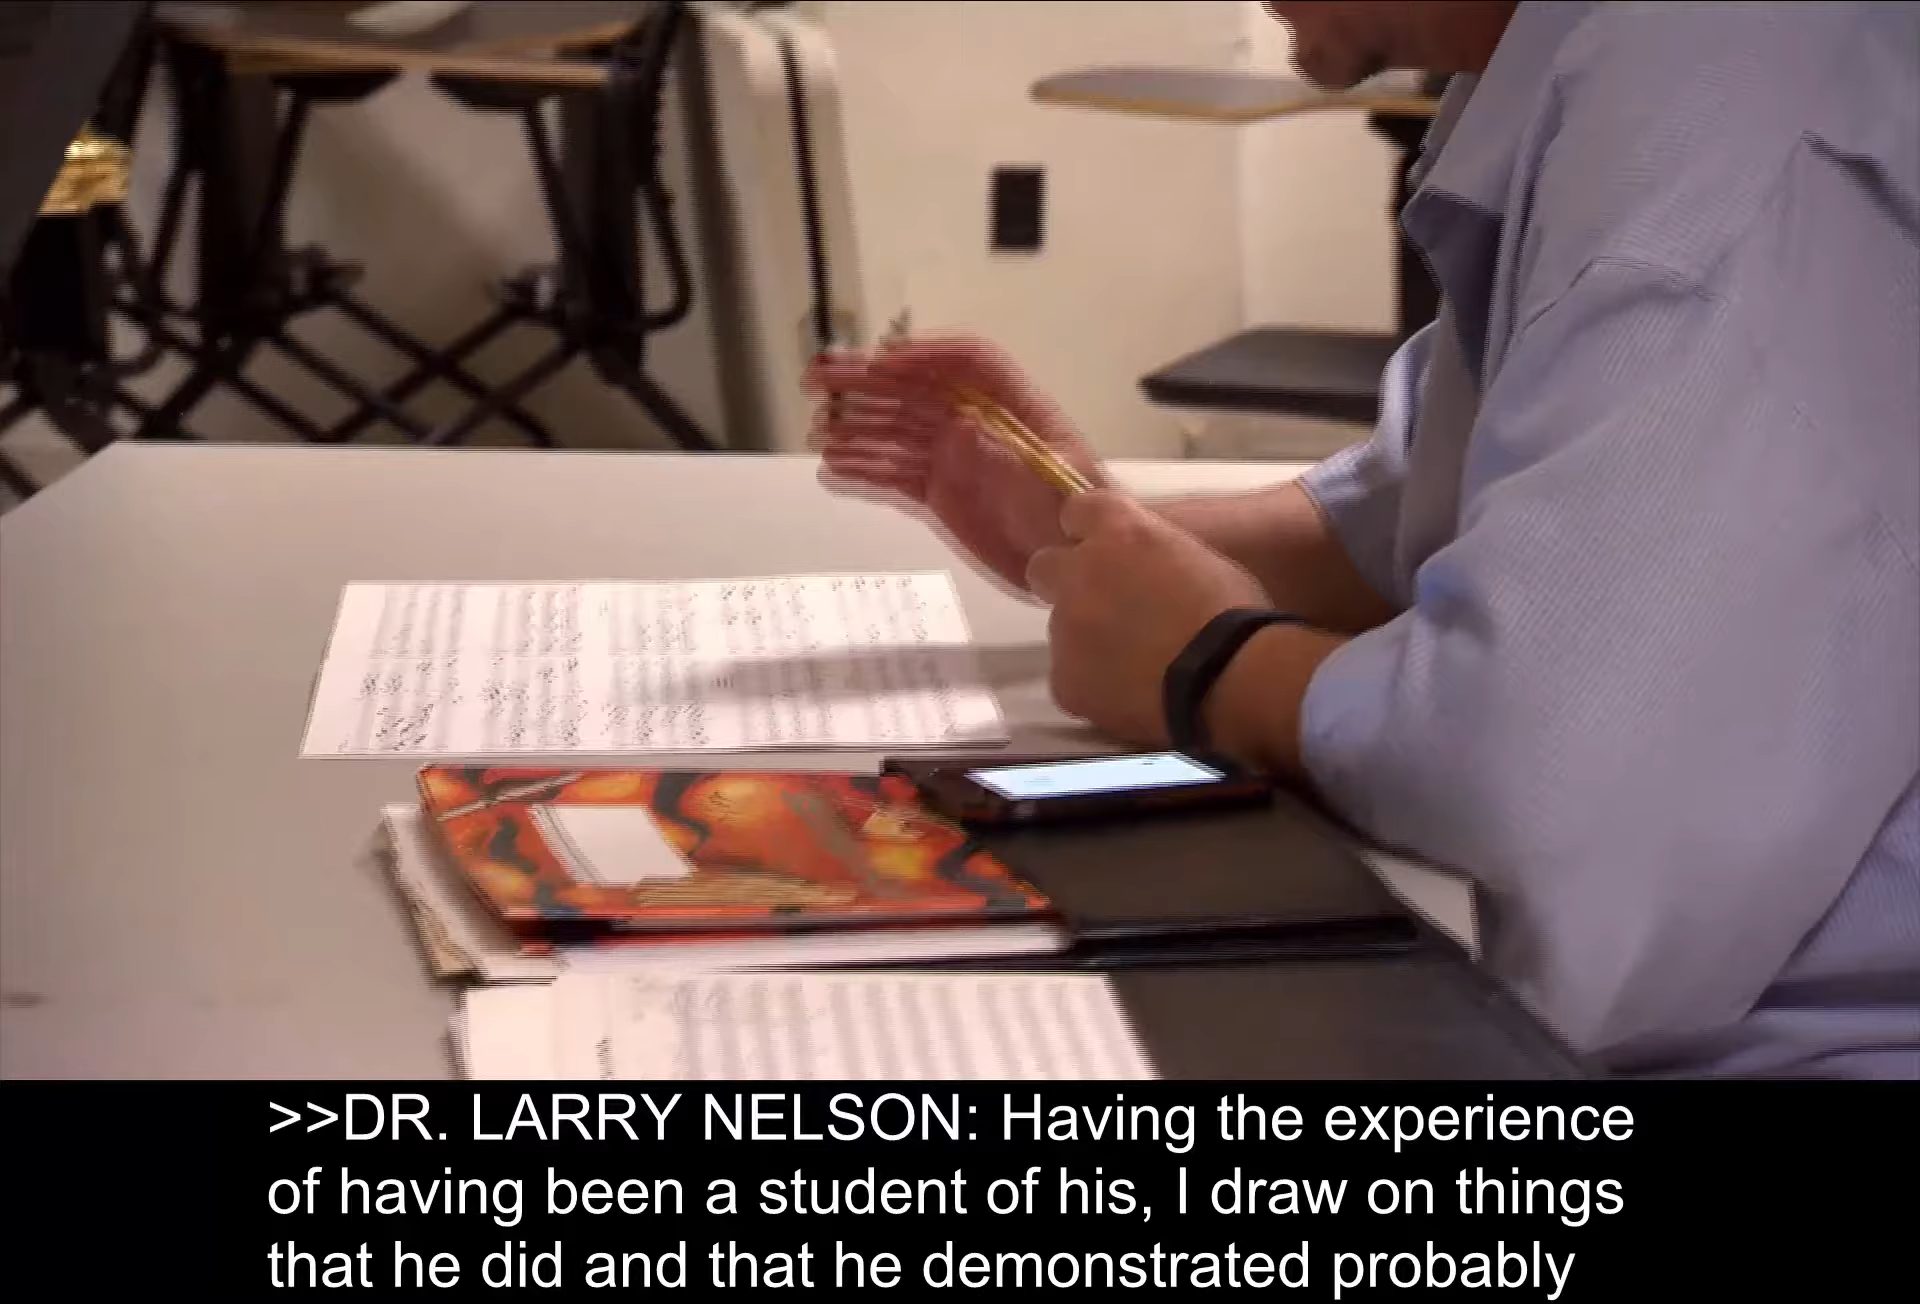 >>DR. LARRY NELSON: Having the experience
of having been a student of his, I draw on things
that he did and that he demonstrated probably